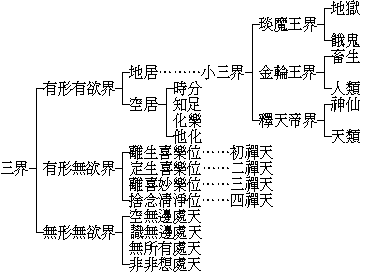 地獄
琰魔王界
餓鬼
畜生
地居………小三界
金輪王界
人類
有形有欲界
時分
神仙
空居
知足
釋天帝界
化樂
天類
他化
離生喜樂位……初禪天
三界
有形無欲界
定生喜樂位……二禪天
離喜妙樂位……三禪天
捨念清淨位……四禪天
空無邊處天
無形無欲界
識無邊處天
無所有處天
非非想處天